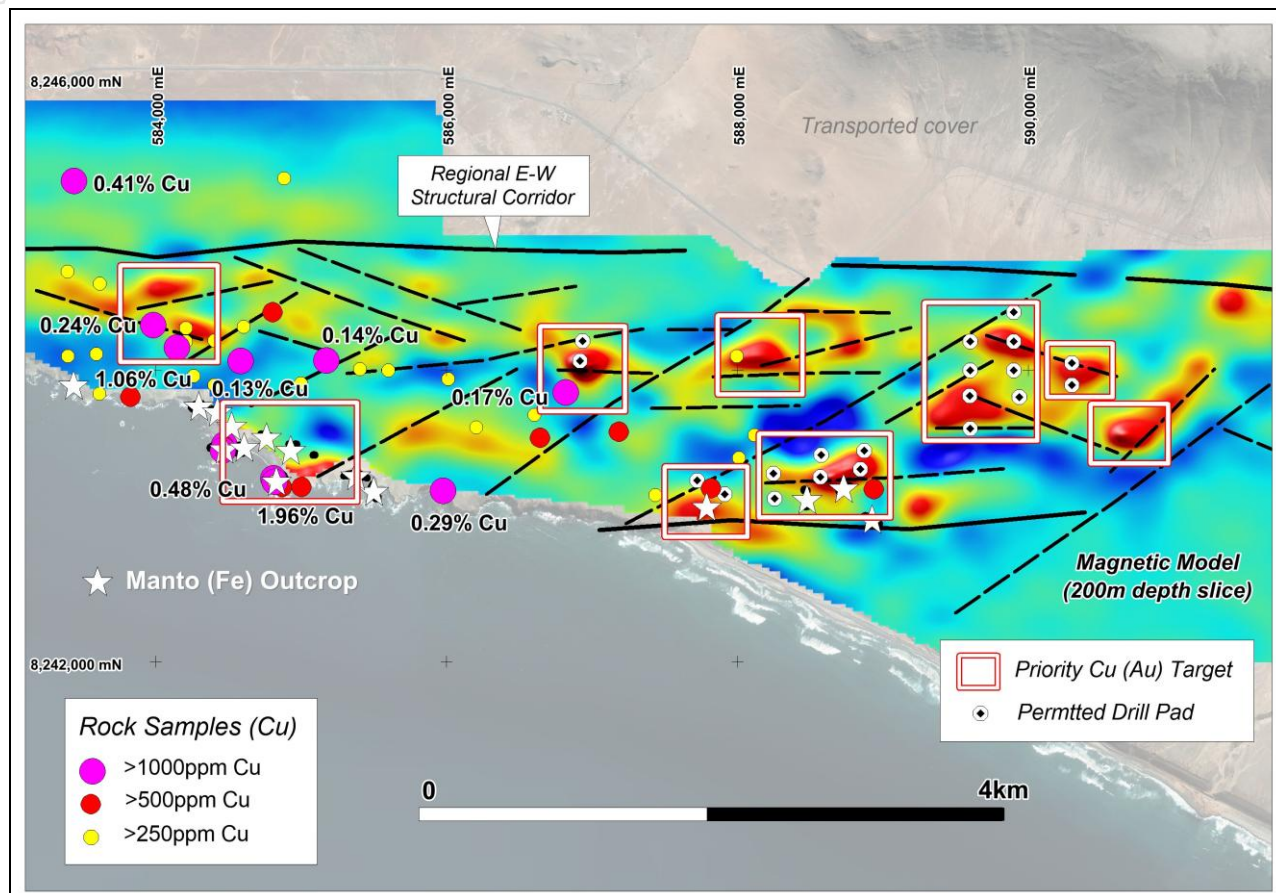 8,246,000 mN
584,000 mE
586,000 mE
588,000 mE
590,000 mE
Transported cover
Regional E-W
Structural Corridor
0.41% Cu
0.24% Cu
0.14% Cu
1.06% Cu
0.13% Cu
0.17% Cu
0.48% Cu
1.96% Cu
0.29% Cu
Manto (Fe) Outcrop
Magnetic Model
(200m depth slice)
8,242,000 mN
Priority Cu (Au) Target
Permtted Drill Pad
Rock Samples (Cu)
>1000ppm Cu
>500ppm Cu
>250ppm Cu
0
4km